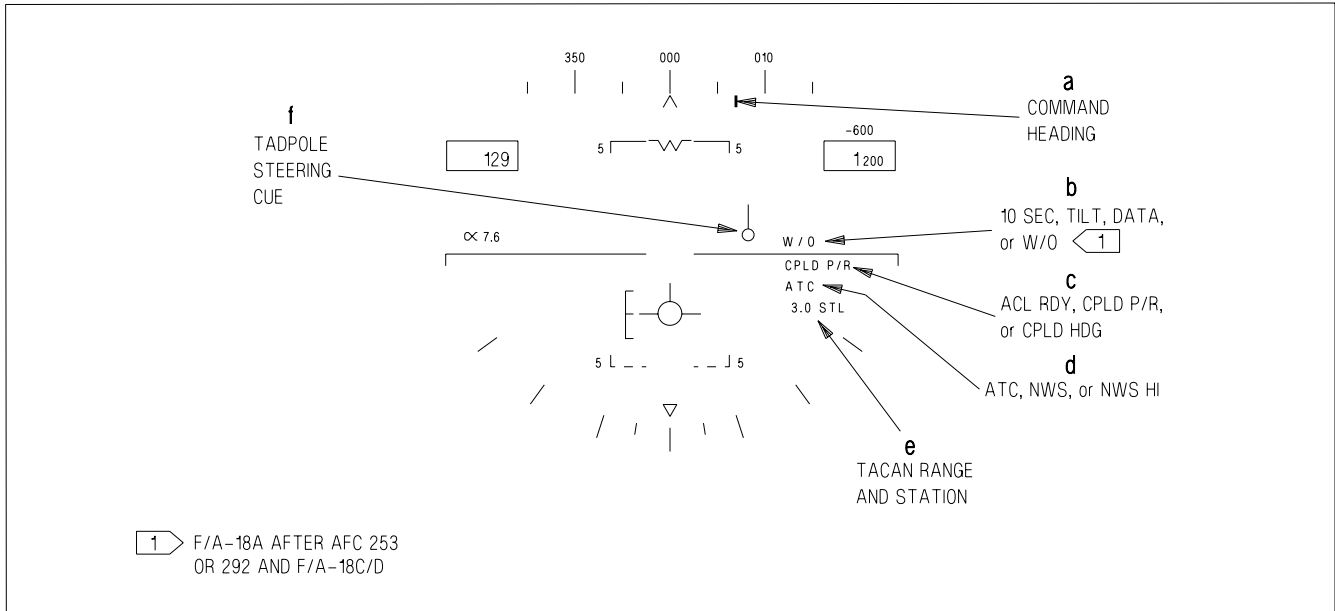 350 000 010
a
COMMAND
HEADING
f
TADPOLE
STEERING
CUE
129
5 5
-600
1200
b
10 SEC, TILT, DATA,
or W/O 1
∝ 7.6
W/O
CPLD P/R
ATC
3.0 STL
c
ACL RDY, CPLD P/R,
or CPLD HDG
5 5
d
ATC, NWS, or NWS HI
e
TACAN RANGE
AND STATION
1 F/A-18A AFTER AFC 253
OR 292 AND F/A-18C/D